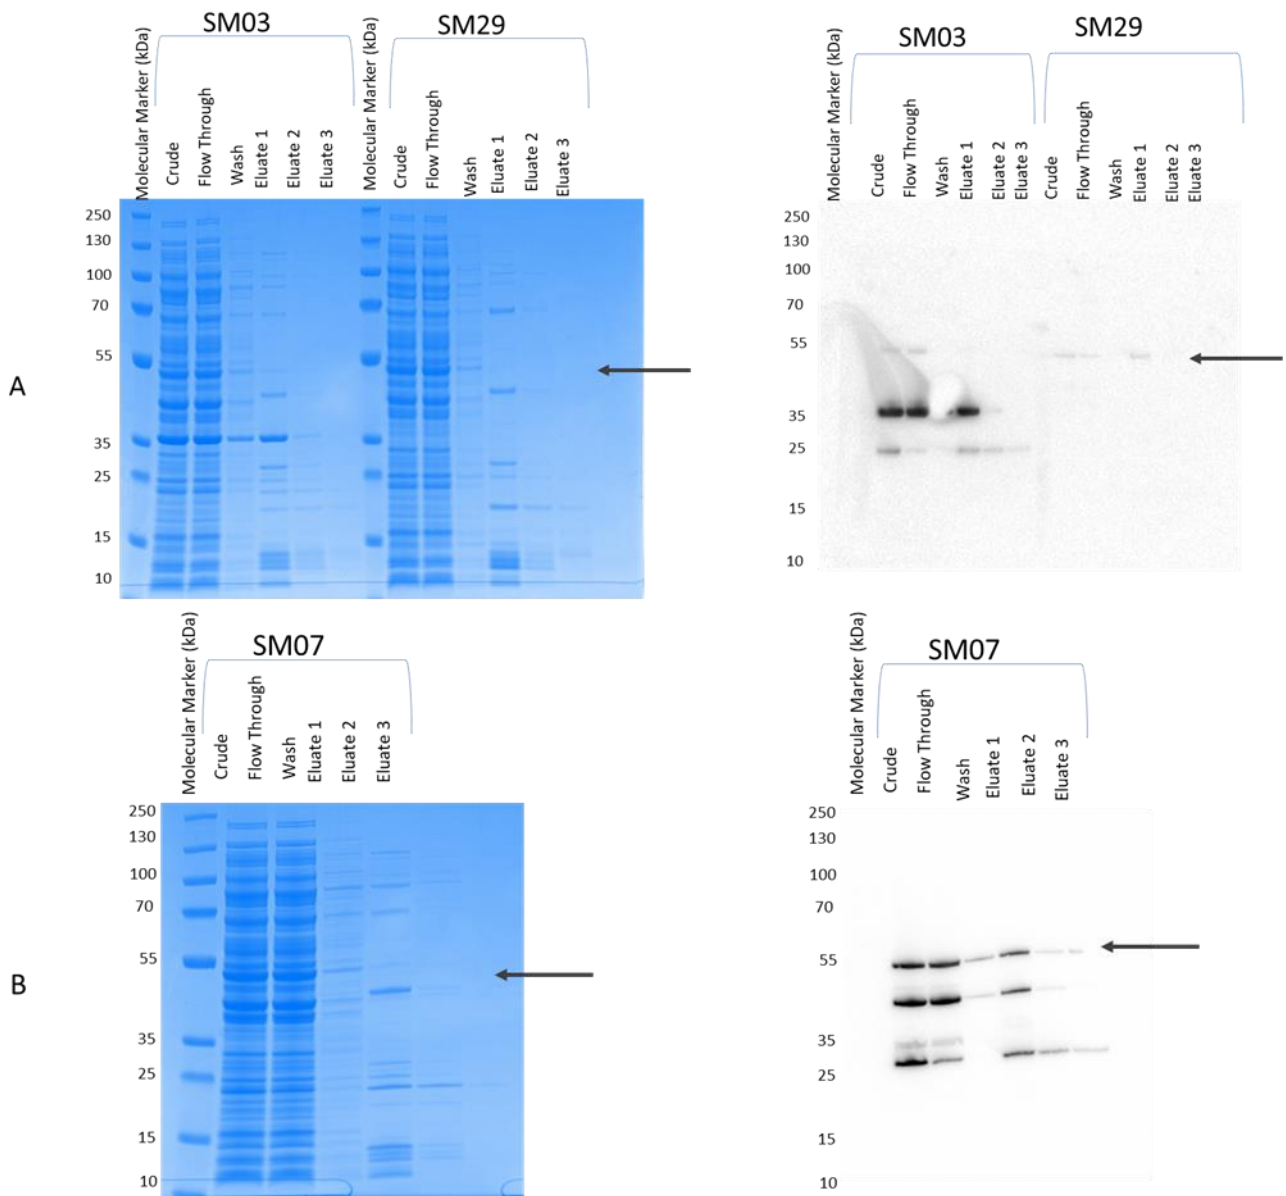 SM03
SM29
Molecular Marker (kDa)
Crude
Flow Through
Wash
Eluate 1
Eluate 2
Eluate 3
Molecular Marker (kDa)
Crude
Flow Through
Wash
Eluate 1
Eluate 2
Eluate 3
250
130
100
70
55
35
25
15
10
A
SM03
SM29
Molecular Marker (kDa)
Crude
Flow Through
Wash
Eluate 1
Eluate 2
Eluate 3
Crude
Flow Through
Wash
Eluate 1
Eluate 2
Eluate 3
250
130
100
70
55
35
25
15
10
SM07
Molecular Marker (kDa)
Crude
Flow Through
Wash
Eluate 1
Eluate 2
Eluate 3
250
130
100
70
55
35
25
15
10
B
SM07
Molecular Marker (kDa)
Crude
Flow Through
Wash
Eluate 1
Eluate 2
Eluate 3
250
130
100
70
55
35
25
15
10